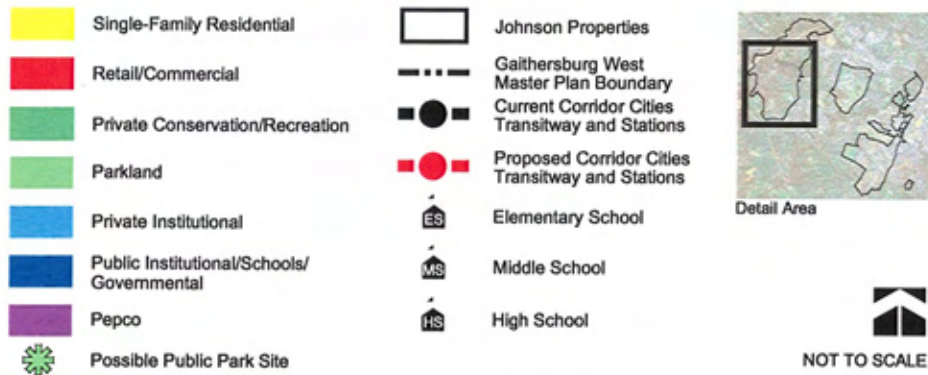 Single-Family Residential
Retail/Commercial
Private Conservation/Recreation
Parkland
Private Institutional
Public Institutional/Schools/
Governmental
Pepco
Possible Public Park Site
Johnson Properties
Gaithersburg West
Master Plan Boundary
Current Corridor Cities
Transitway and Stations
Proposed Corridor Cities
Transitway and Stations
ES
Elementary School
MS
Middle School
HS
High School
Detail Area
NOT TO SCALE